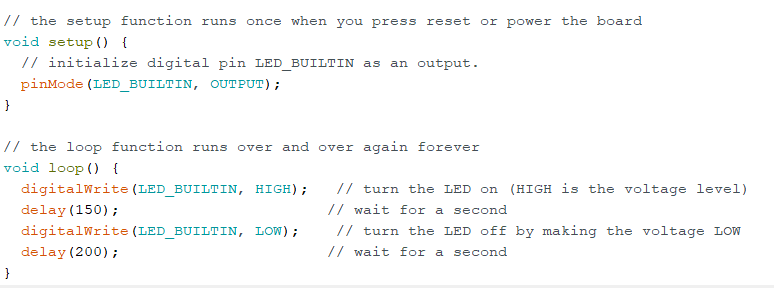 // the setup function runs once when you press reset or power the board
void setup() {
  // initialize digital pin LED_BUILTIN as an output.
  pinMode(LED_BUILTIN, OUTPUT);
}

// the loop function runs over and over again forever
void loop() {
  digitalWrite(LED_BUILTIN, HIGH);   // turn the LED on (HIGH is the voltage level)
  delay(150);                       // wait for a second
  digitalWrite(LED_BUILTIN, LOW);    // turn the LED off by making the voltage LOW
  delay(200);                       // wait for a second
}